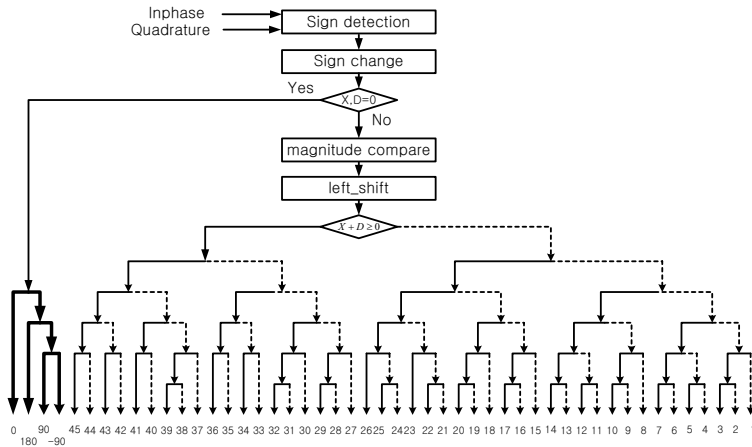 Inphase
Quadrature
Sign detection
Sign change
Yes
X,D=0
No
magnitude compare
left_shift
X + D ≥ 0
0 90 45 44 43 42 41 40 39 38 37 36 35 34 33 32 31 30 29 28 27 26 25 24 23 22 21 20 19 18 17 16 15 14 13 12 11 10 9 8 7 6 5 4 3 2 1
180 -90